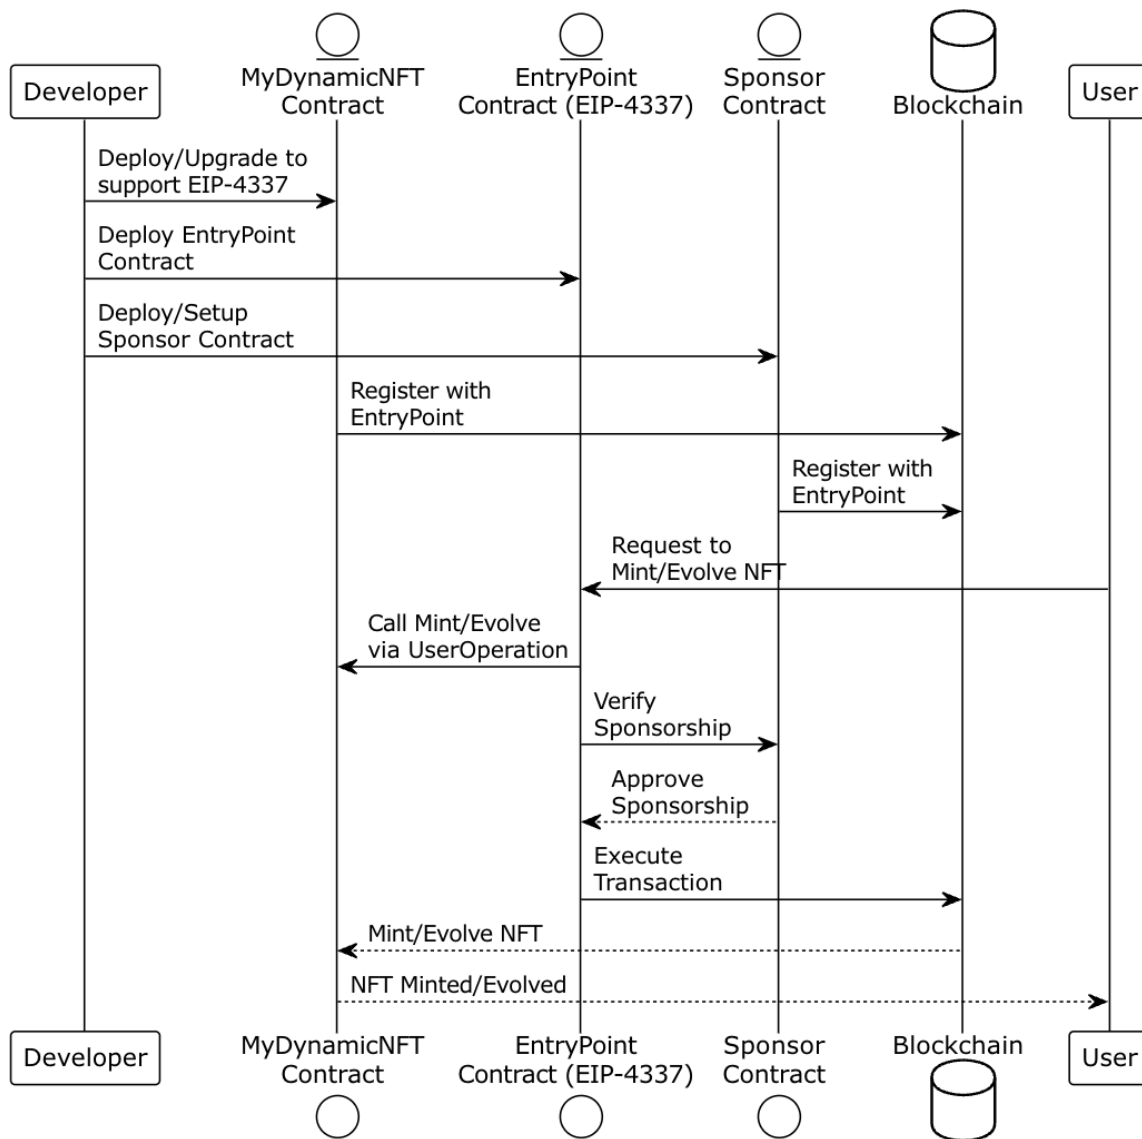 Developer
MyDynamicNFT
Contract
EntryPoint
Contract (EIP-4337)
Sponsor
Contract
Blockchain
User
Deploy/Upgrade to
support EIP-4337
Deploy EntryPoint
Contract
Deploy/Setup
Sponsor Contract
Register with
EntryPoint
Register with
EntryPoint
Request to
Mint/Evolve NFT
Call Mint/Evolve
via UserOperation
Verify
Sponsorship
Approve
Sponsorship
Execute
Transaction
Mint/Evolve NFT
NFT Minted/Evolved
Developer
MyDynamicNFT
Contract
EntryPoint
Contract (EIP-4337)
Sponsor
Contract
Blockchain
User